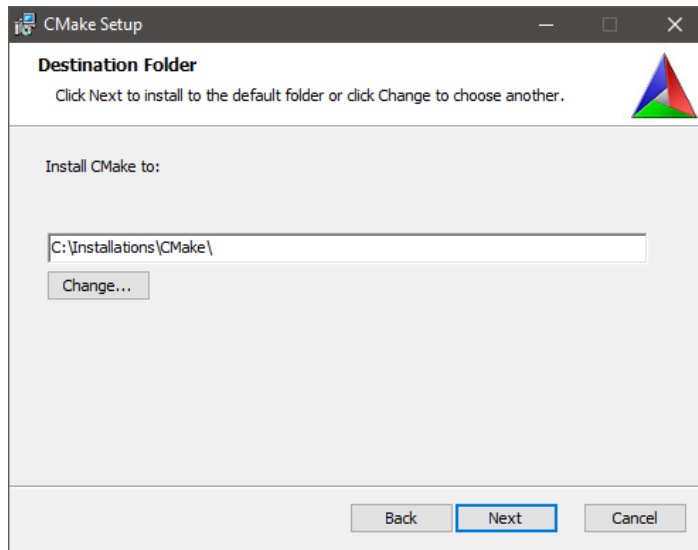 CMake Setup
Destination Folder
Click Next to install to the default folder or click Change to choose another.
Install CMake to:
C:\Installations\CMake\
Change...
Back
Next
Cancel